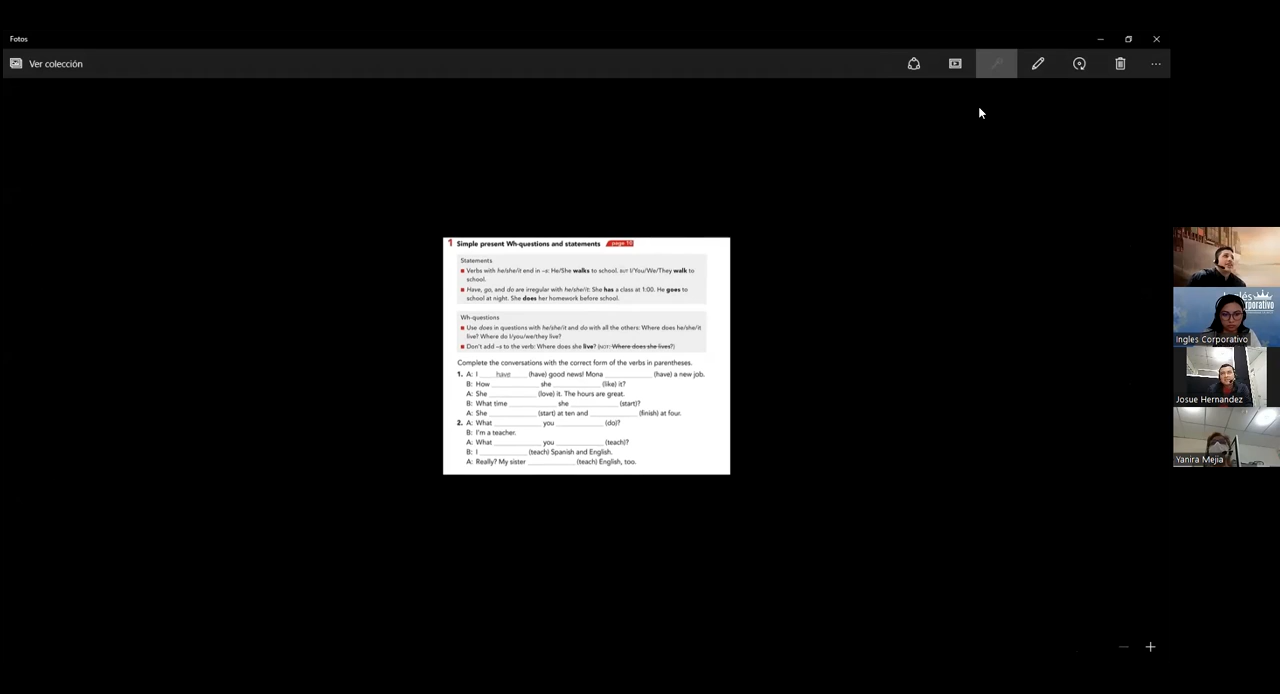 Fotos
Ver colección
1 Simple present Wh-questions and statements page 10
Statements
Verbs with he/she/it end in –s: He/She walks to school. BUT I/You/We/They walk to
school.
Have, go, and do are irregular with he/she/it: She has a class at 1:00. He goes to
school at night. She does her homework before school.
Wh-questions
Use does in questions with he/she/it and do with all the others: Where does he/she/it
live? Where do I/you/we/they live?
Don't add –s to the verb: Where does she live? (NOT: Where does she lives?)
Complete the conversations with the correct form of the verbs in parentheses.
1. A: I have (have) good news! Mona (have) a new job.
B: How she (like) it?
A: She (love) it. The hours are great.
B: What time she (start)?
A: She (start) at ten and (finish) at four.
2. A: What you (do)?
B: I'm a teacher.
A: What you (teach)?
B: I (teach) Spanish and English.
A: Really? My sister (teach) English, too.
Ingles Corporativo
Josue Hernandez
Yanira Mejia